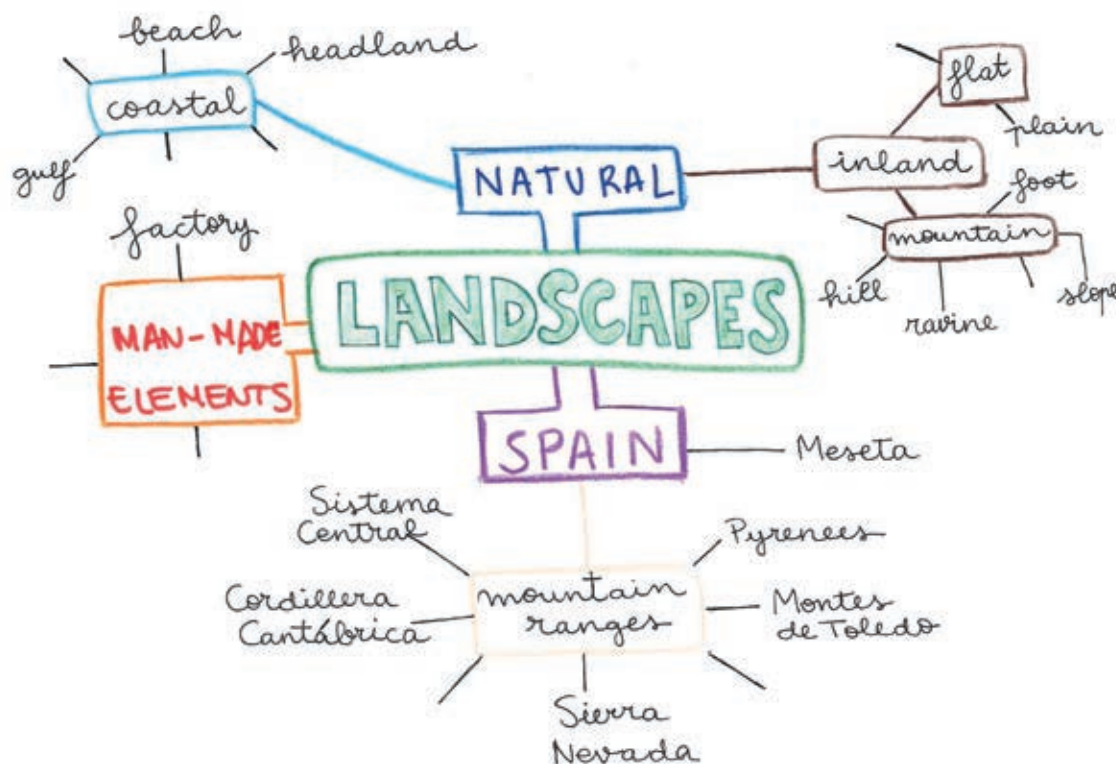 beach
headland
coastal
gulf
NATURAL
flat
plain
inland
foot
mountain
hill
ravine
slope
factory
MAN-MADE
ELEMENTS
LANDSCAPES
SPAIN
Meseta
Sistema
Central
Pyrenees
Cordillera
Cantábrica
mountain
ranges
Montes
de Toledo
Sierra
Nevada